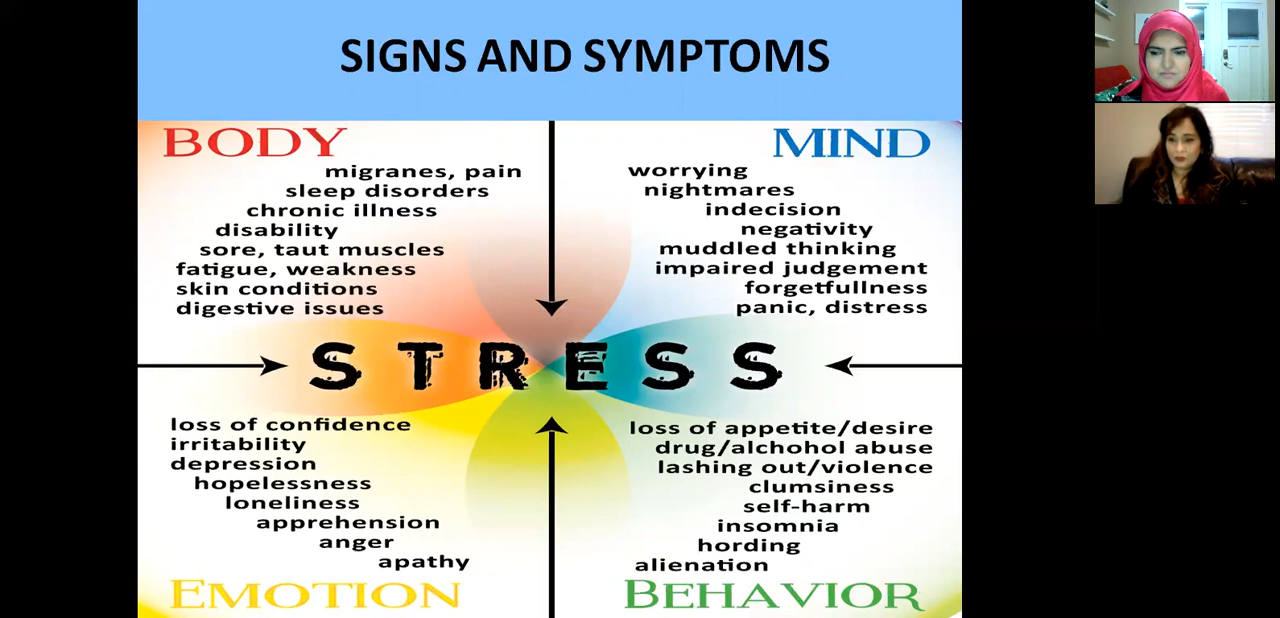 SIGNS AND SYMPTOMS
BODY
migranes, pain
sleep disorders
chronic illness
disability
sore, taut muscles
fatigue, weakness
skin conditions
digestive issues
MIND
worrying
nightmares
indecision
negativity
muddled thinking
impaired judgement
forgetfullness
panic, distress
STRESS
loss of confidence
irritability
depression
hopelessness
loneliness
apprehension
anger
apathy
EMOTION
loss of appetite/desire
drug/alchohol abuse
lashing out/violence
clumsiness
self-harm
insomnia
hording
alienation
BEHAVIOR